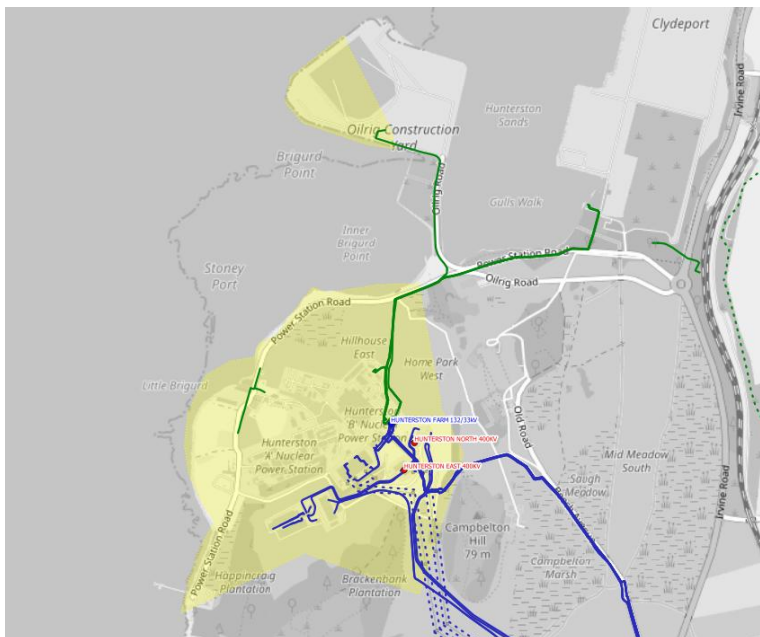 Clydeport
Irvine Road
Hunterston
Sands
Oilrig Construction
Yard
Brigurd
Point
Oilrig Road
Gulls Walk
Inner
Brigurd
Point
Power Station Road
Stoney
Port
Oilrig Road
Power Station Road
Hillhouse
East
Home Park
West
Little Brigurd
HUNTERSTON FARM 132/33kV
Hunterston
'B' Nuclear
Power Station
HUNTERSTON NORTH 400KV
Old Road
Hunterston
'A' Nuclear
Power Station
HUNTERSTON EAST 400KV
Mid Meadow
South
Saugh
Meadow
Irvine Road
Power Station Road
Campbelton
Hill
79 m
Campbelton
Marsh
Happincraig
Plantation
Brackenbank
Plantation